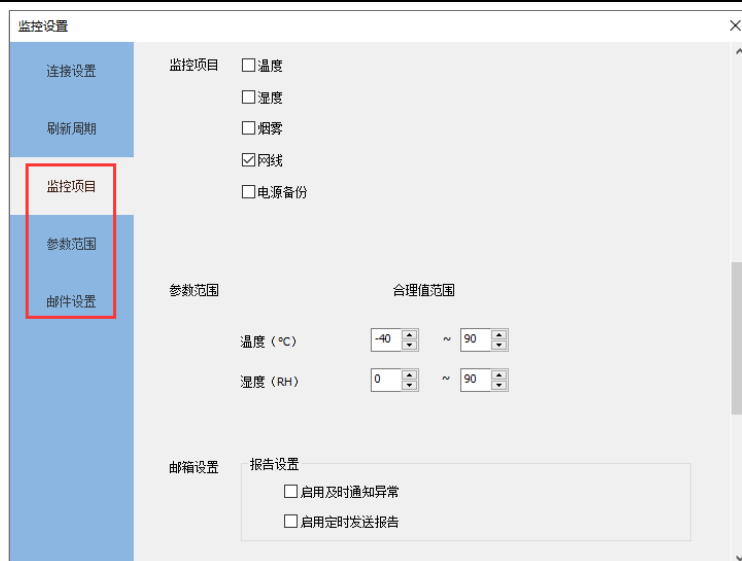 监控设置
连接设置
刷新周期
监控项目
参数范围
邮件设置
监控项目
温度
湿度
烟雾
网线
电源备份
参数范围 合理值范围
温度（℃） -40 ~ 90
湿度（RH） 0 ~ 90
邮箱设置
报告设置
启用及时通知异常
启用定时发送报告